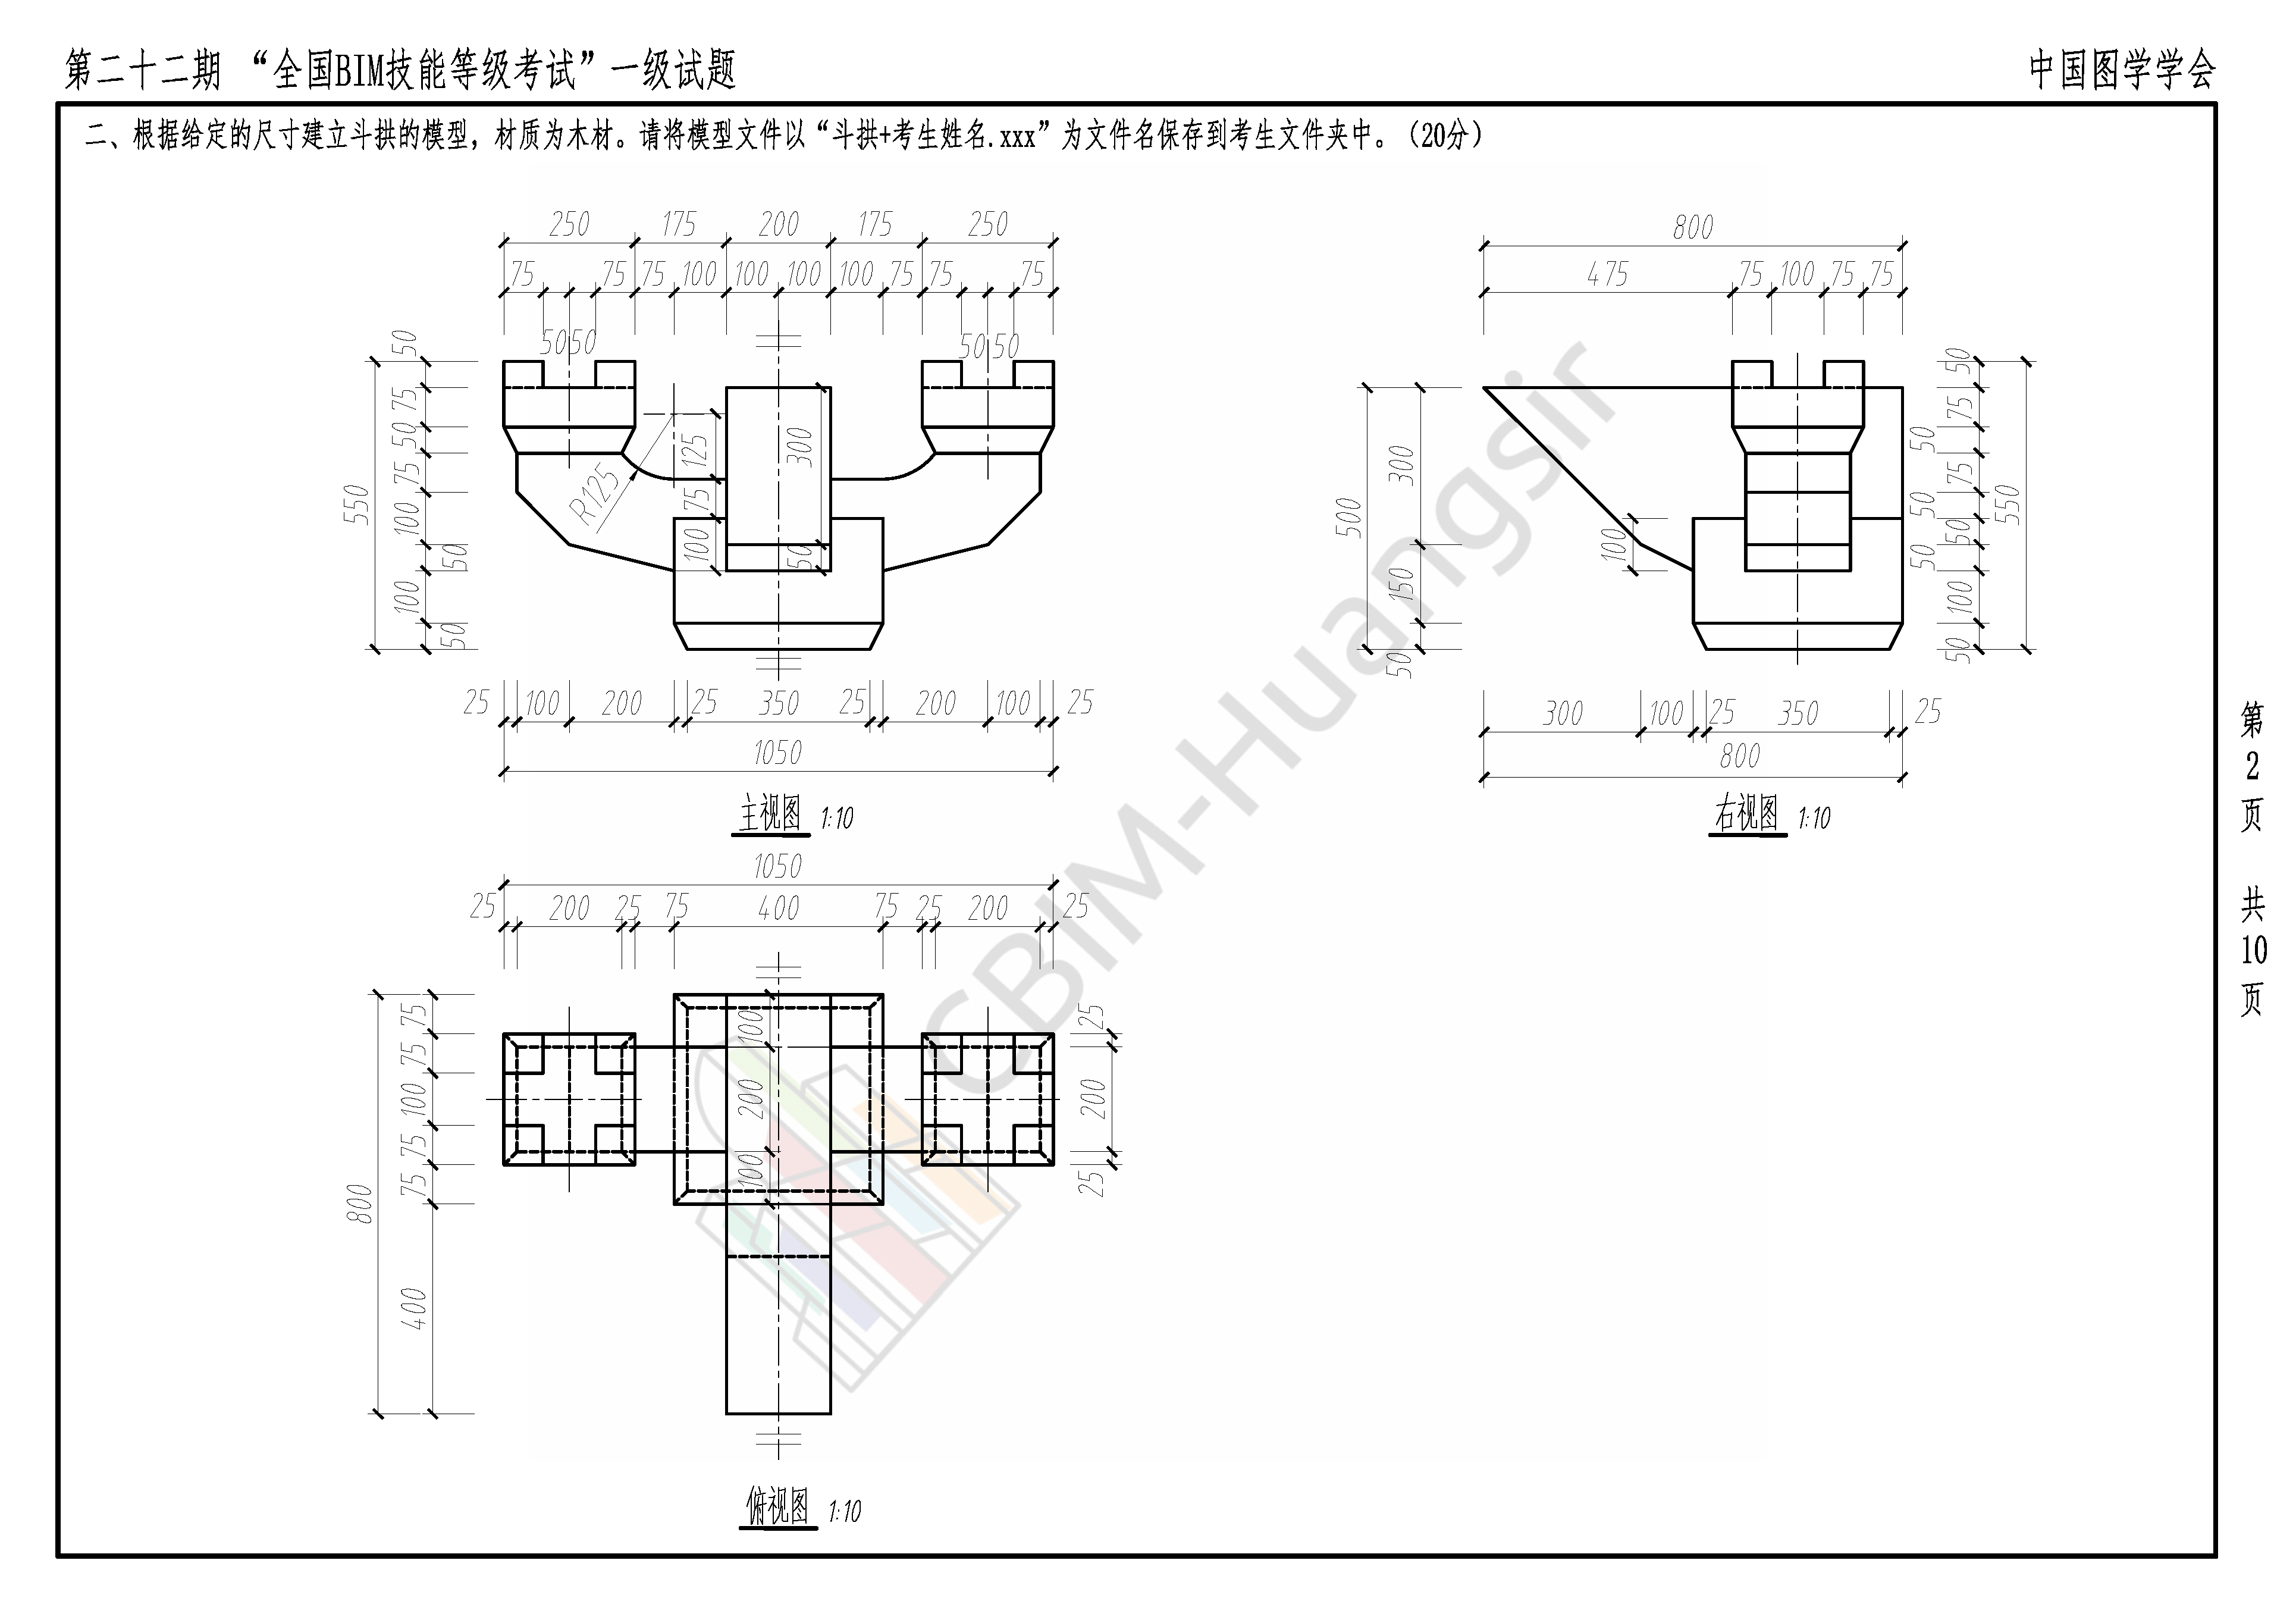 第二十二期 “全国BIM技能等级考试”一级试题
中国图学学会
二、根据给定的尺寸建立斗拱的模型，材质为木材。请将模型文件以“斗拱+考生姓名.xxx”为文件名保存到考生文件夹中。（20分）
250 175 200 175 250
75 75 75 100 100 100 100 75 75 75
50 50 50 50
550
50 75 50 75 100 50 100 50
R125
125 75 100
300 50
25 100 200 25 350 25 200 100 25
1050
主视图 1:10
800
475 75 100 75 75
500
300 150 50
100
50 75 50 75 50 50 50 100 50
550
300 100 25 350 25
800
右视图 1:10
1050
25 200 25 75 400 75 25 200 25
800
75 75 100 75 75 400
100 200 100
25 200 25
俯视图 1:10
第2页 共10页
CBIM-Huangsir